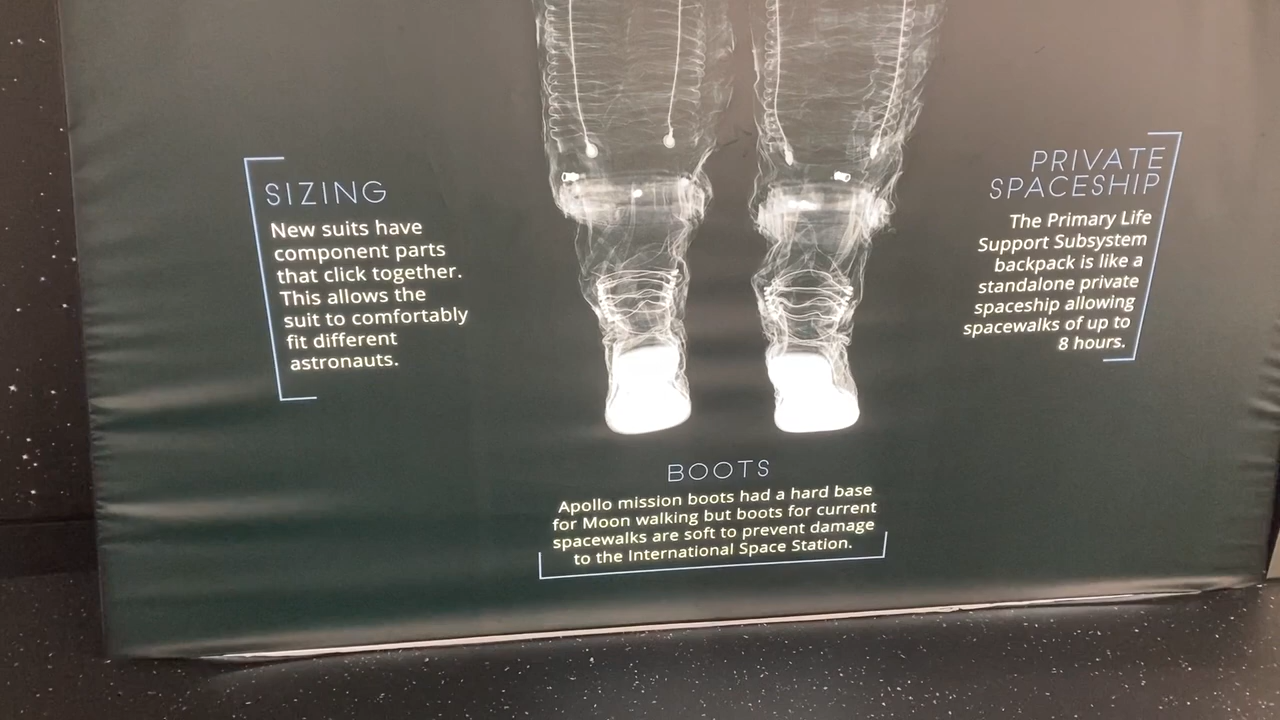 SIZING
New suits have
component parts
that click together.
This allows the
suit to comfortably
fit different
astronauts.
PRIVATE
SPACESHIP
The Primary Life
Support Subsystem
backpack is like a
standalone private
spaceship allowing
spacewalks of up to
8 hours.
BOOTS
Apollo mission boots had a hard base
for Moon walking but boots for current
spacewalks are soft to prevent damage
to the International Space Station.